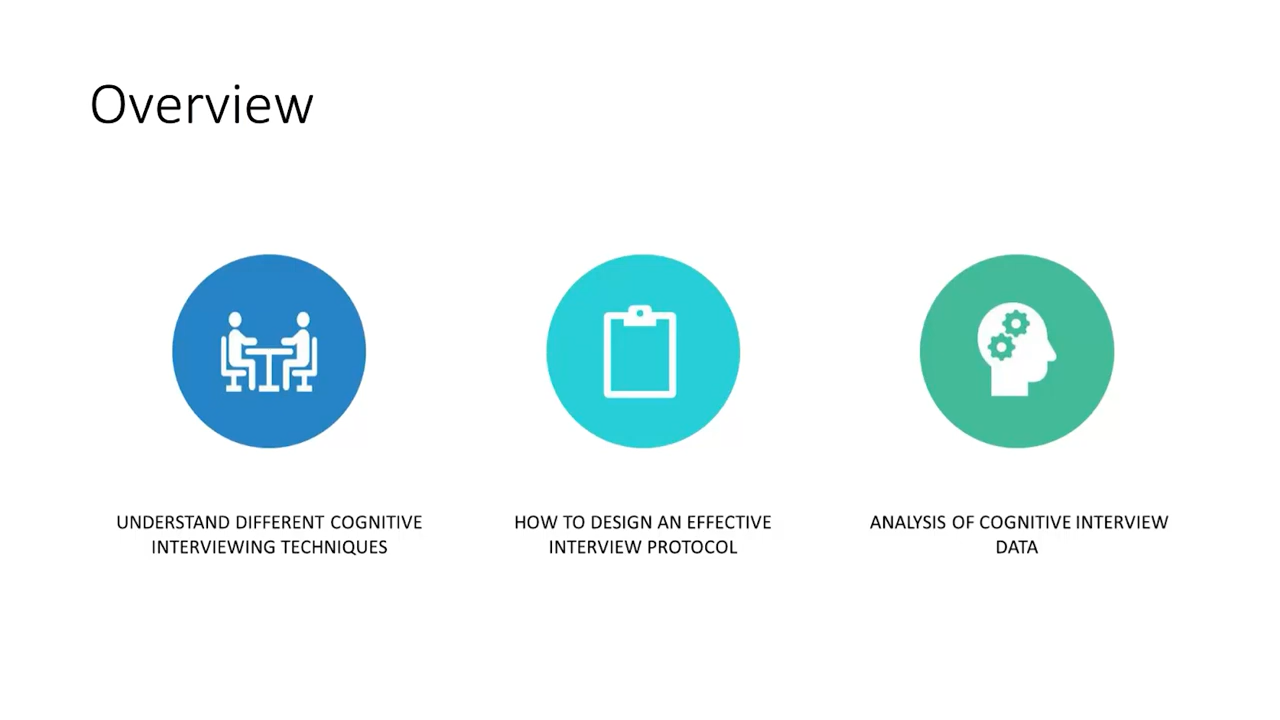 Overview
UNDERSTAND DIFFERENT COGNITIVE
INTERVIEWING TECHNIQUES
HOW TO DESIGN AN EFFECTIVE
INTERVIEW PROTOCOL
ANALYSIS OF COGNITIVE INTERVIEW
DATA